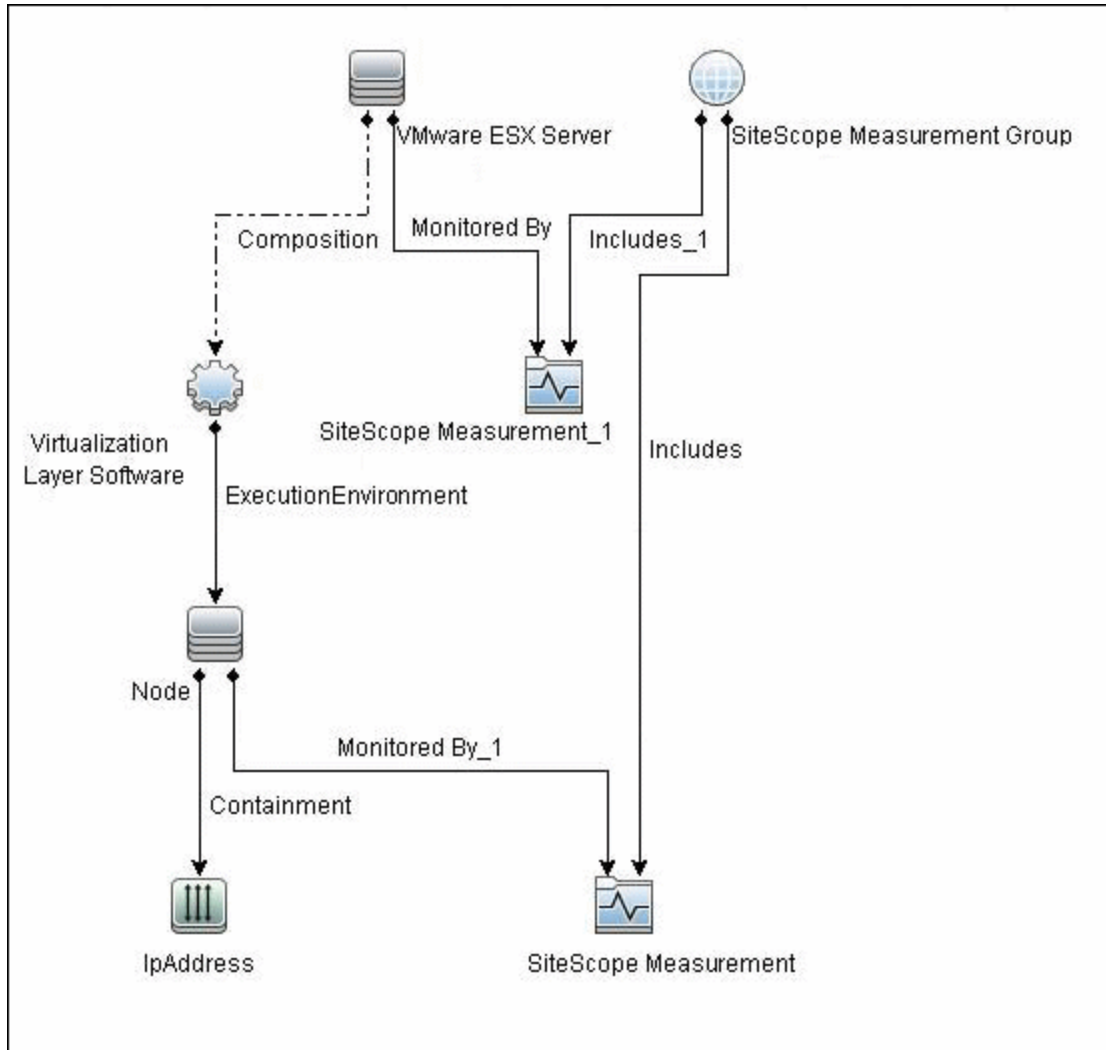 VMware ESX Server
SiteScope Measurement Group
Composition
Monitored By
Includes_1
SiteScope Measurement_1
Virtualization
Layer Software
Includes
ExecutionEnvironment
Node
Monitored By_1
Containment
IpAddress
SiteScope Measurement